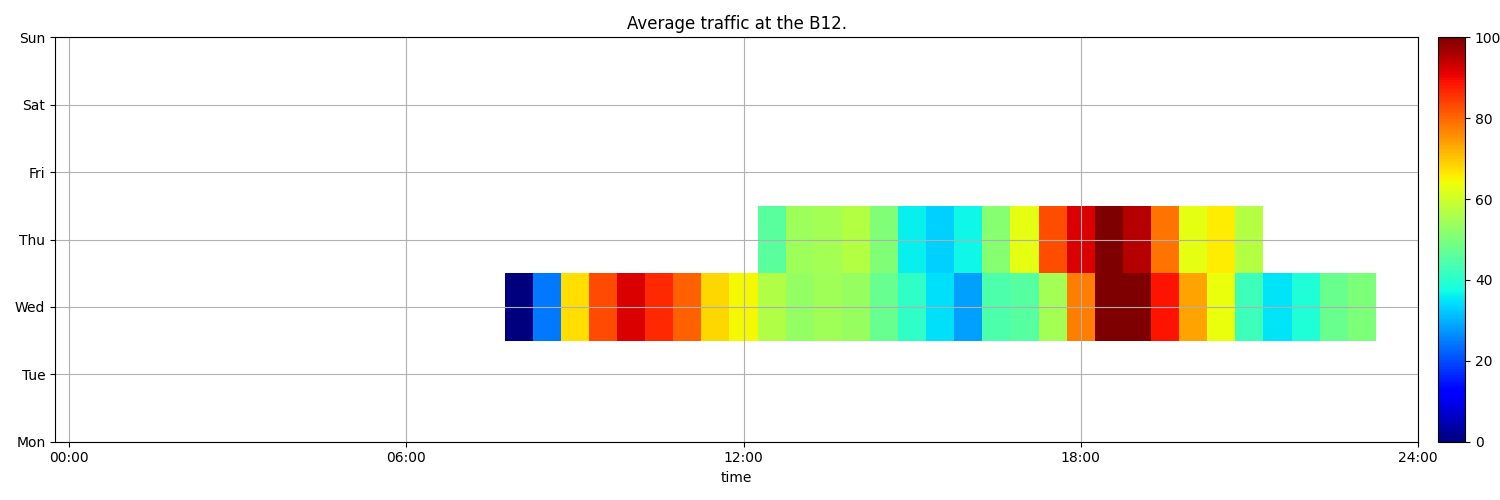 Average traffic at the B12.
Sun
Sat
Fri
Thu
Wed
Tue
Mon
00:00 06:00 12:00 18:00 24:00
time
100
80
60
40
20
0